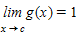 lim g(x) = 1
x → c